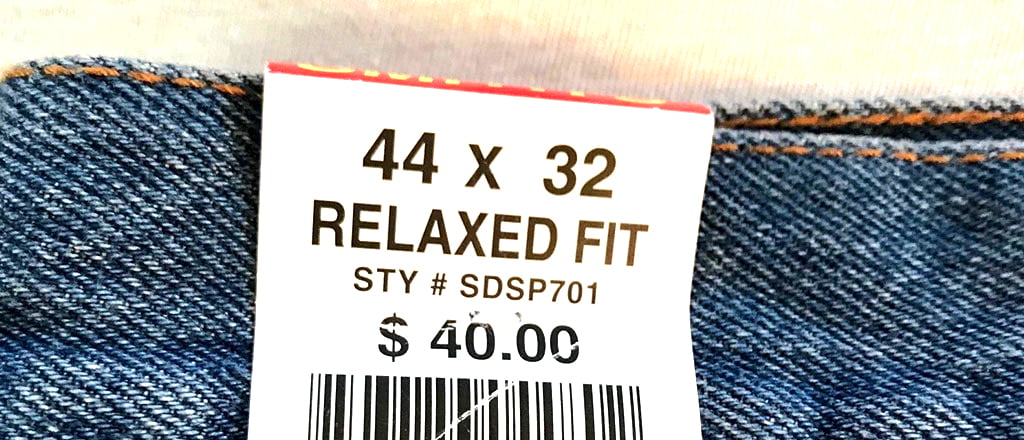 44 x 32
RELAXED FIT
STY # SDSP701
$ 40.00